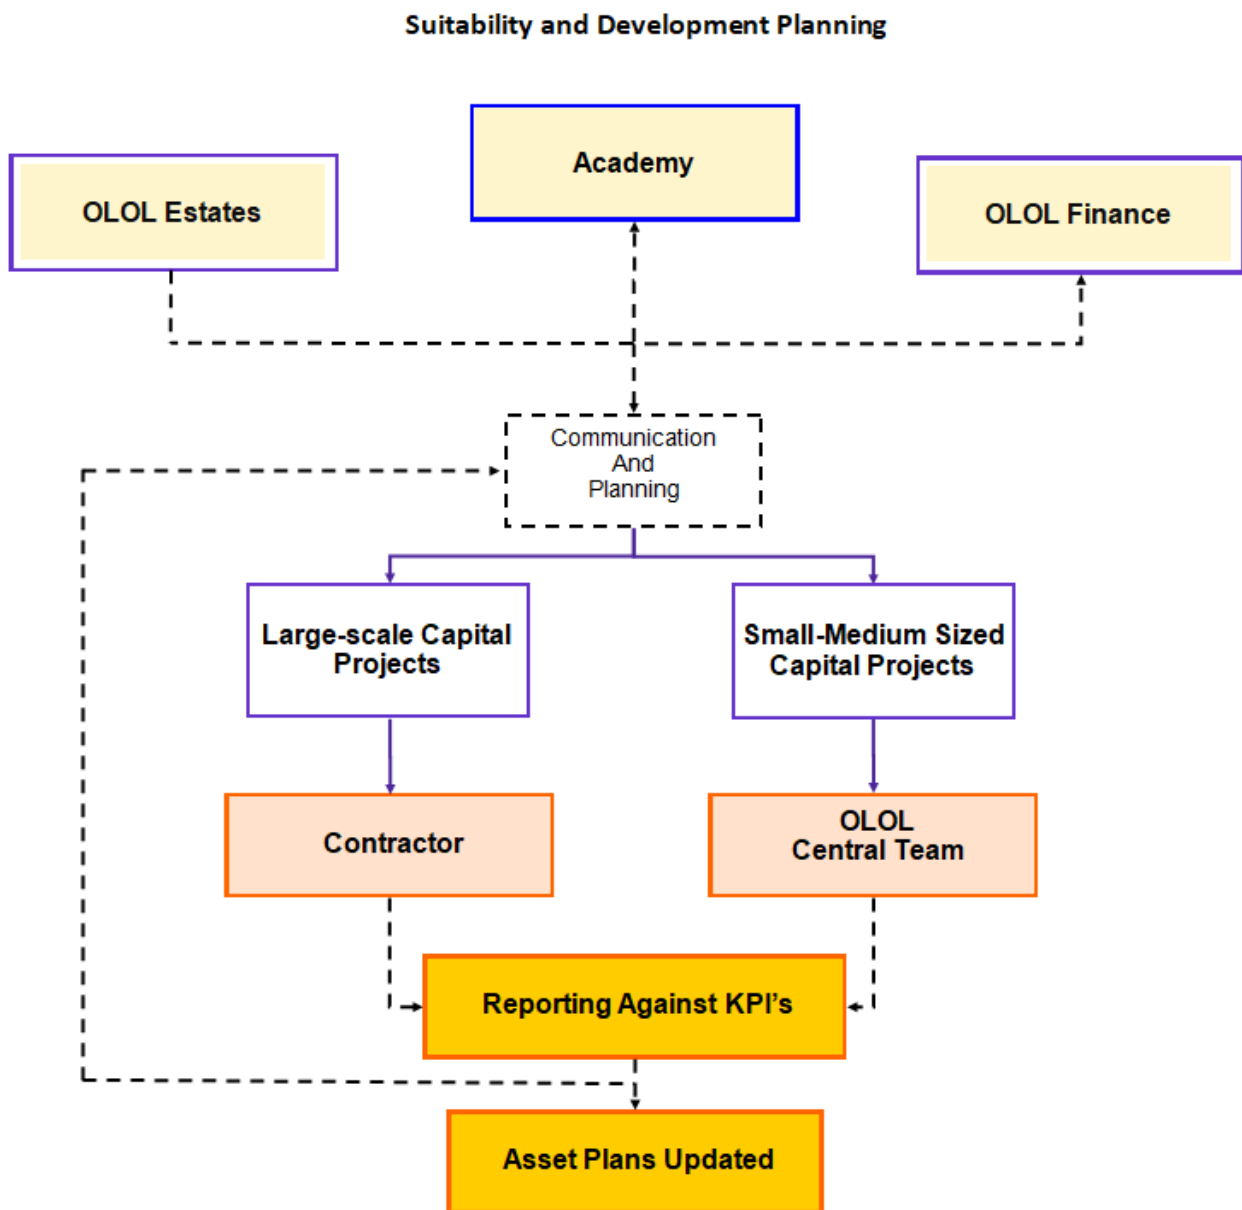 Suitability and Development Planning
Academy
OLOL Estates
OLOL Finance
Communication
And
Planning
Large-scale Capital
Projects
Small-Medium Sized
Capital Projects
Contractor
OLOL
Central Team
Reporting Against KPI's
Asset Plans Updated